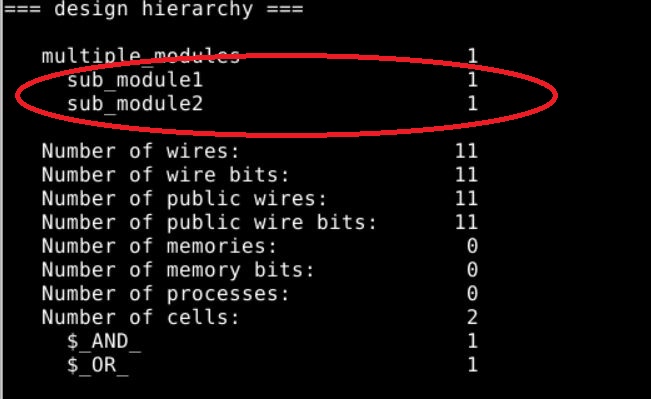 === design hierarchy ===
multiple_modules 1
sub_module1 1
sub_module2 1
Number of wires: 11
Number of wire bits: 11
Number of public wires: 11
Number of public wire bits: 11
Number of memories: 0
Number of memory bits: 0
Number of processes: 0
Number of cells: 2
$_AND_ 1
$_OR_ 1